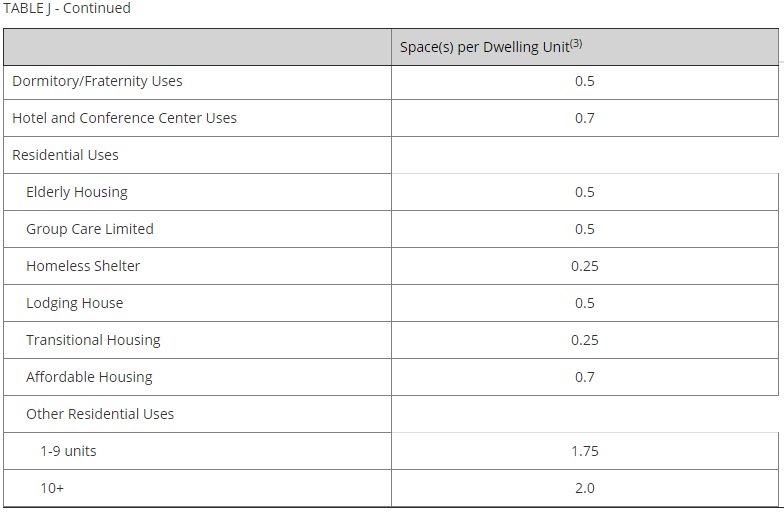 TABLE J - Continued
Space(s) per Dwelling Unit(3)
Dormitory/Fraternity Uses 0.5
Hotel and Conference Center Uses 0.7
Residential Uses
Elderly Housing 0.5
Group Care Limited 0.5
Homeless Shelter 0.25
Lodging House 0.5
Transitional Housing 0.25
Affordable Housing 0.7
Other Residential Uses
1-9 units 1.75
10+ 2.0